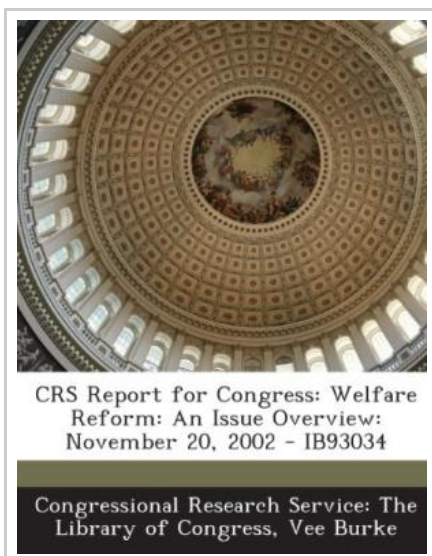 CRS Report for Congress: Welfare
Reform: An Issue Overview:
November 20, 2002 - IB93034
Congressional Research Service: The
Library of Congress, Vee Burke